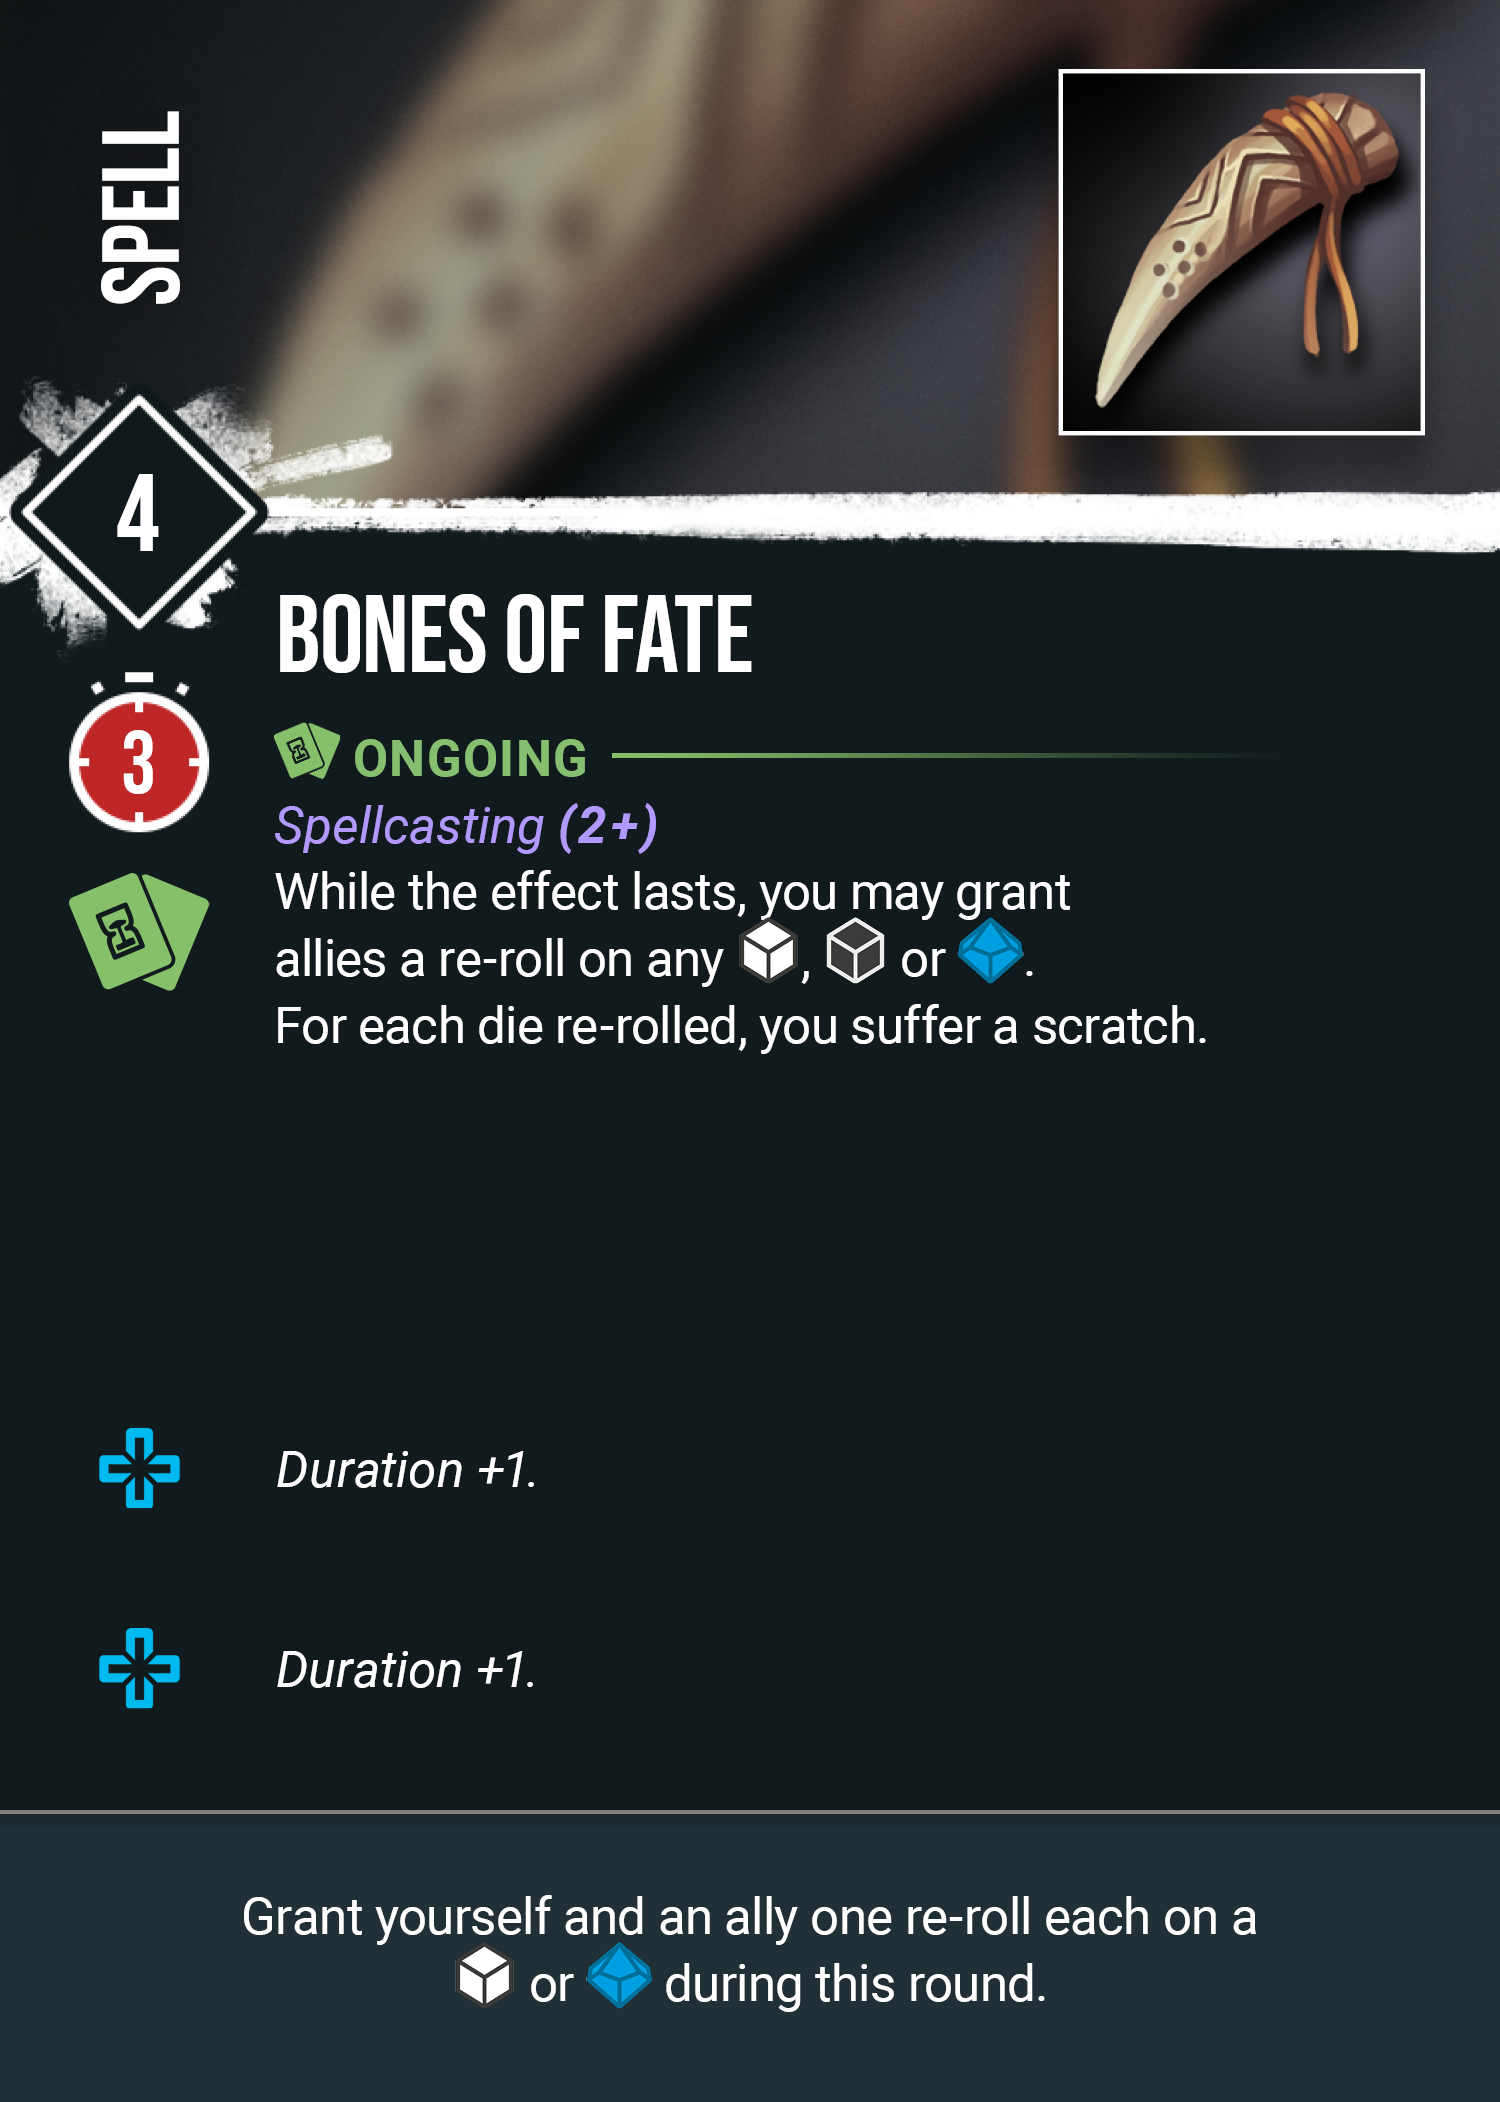 SPELL
4
BONES OF FATE
3
ONGOING
Spellcasting (2+)
While the effect lasts, you may grant
allies a re-roll on any , or .
For each die re-rolled, you suffer a scratch.
Duration +1.
Duration +1.
Grant yourself and an ally one re-roll each on a
or during this round.